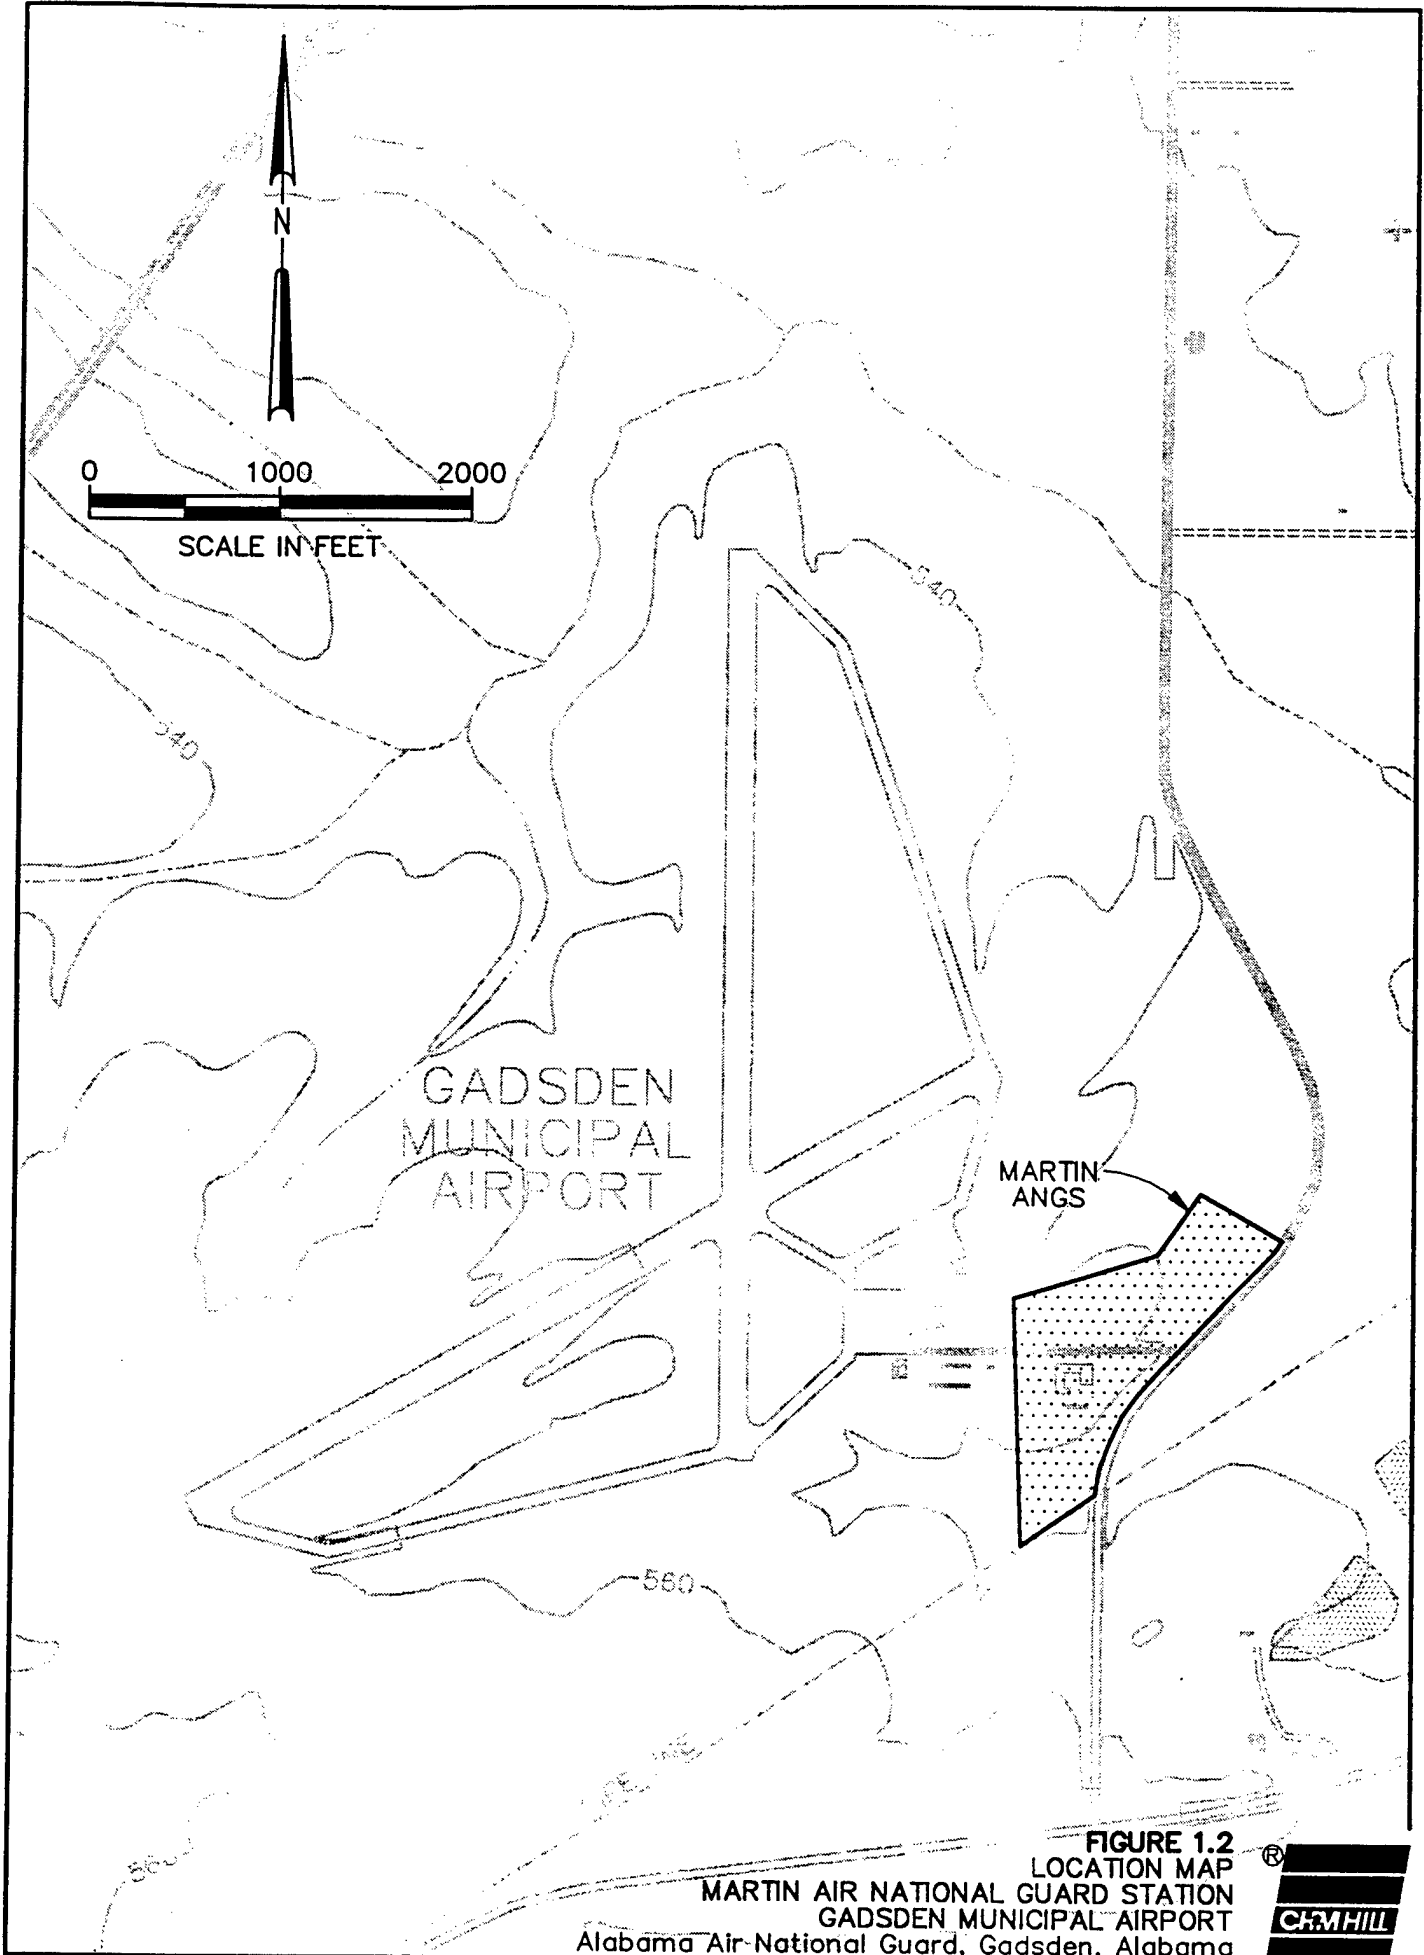 N
0 1000 2000
SCALE IN FEET
540
540
GADSDEN
MUNICIPAL
AIRPORT
MARTIN
ANGS
560
FIGURE 1.2
LOCATION MAP
MARTIN AIR NATIONAL GUARD STATION
GADSDEN MUNICIPAL AIRPORT
Alabama Air National Guard, Gadsden, Alabama
®
CH2MHILL